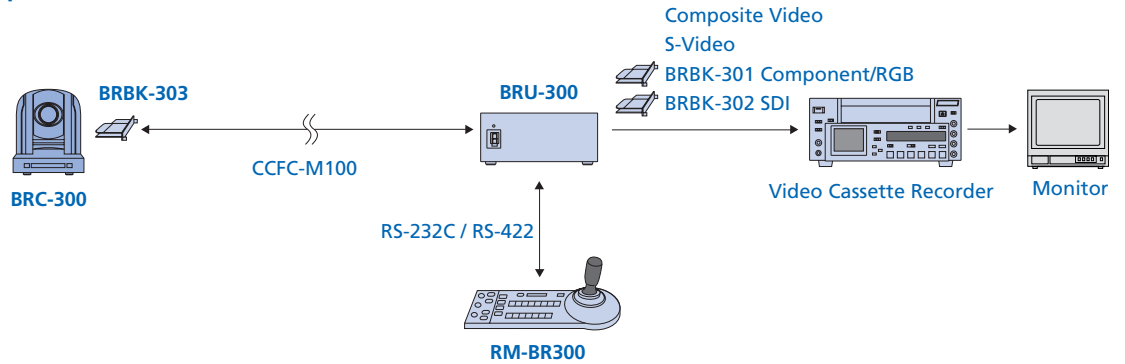 Composite Video
S-Video
BRBK-301 Component/RGB
BRBK-302 SDI
BRBK-303
BRU-300
CCFC-M100
BRC-300
Video Cassette Recorder
Monitor
RS-232C / RS-422
RM-BR300